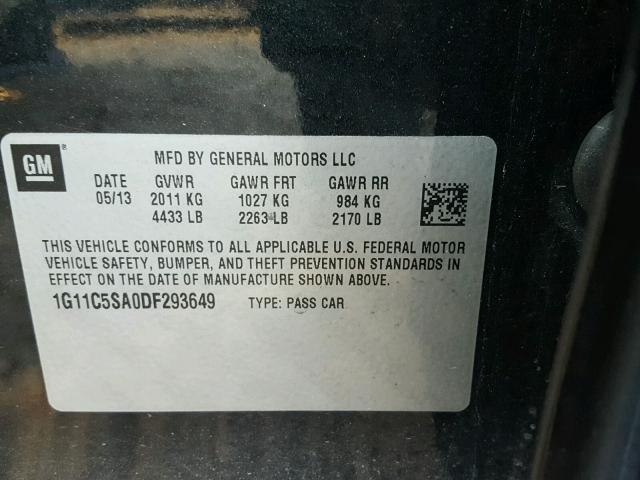 GM ®
MFD BY GENERAL MOTORS LLC
DATE GVWR GAWR FRT GAWR RR
05/13 2011 KG 1027 KG 984 KG
4433 LB 2263 LB 2170 LB
THIS VEHICLE CONFORMS TO ALL APPLICABLE U.S. FEDERAL MOTOR
VEHICLE SAFETY, BUMPER, AND THEFT PREVENTION STANDARDS IN
EFFECT ON THE DATE OF MANUFACTURE SHOWN ABOVE.
1G11C5SA0DF293649 TYPE: PASS CAR